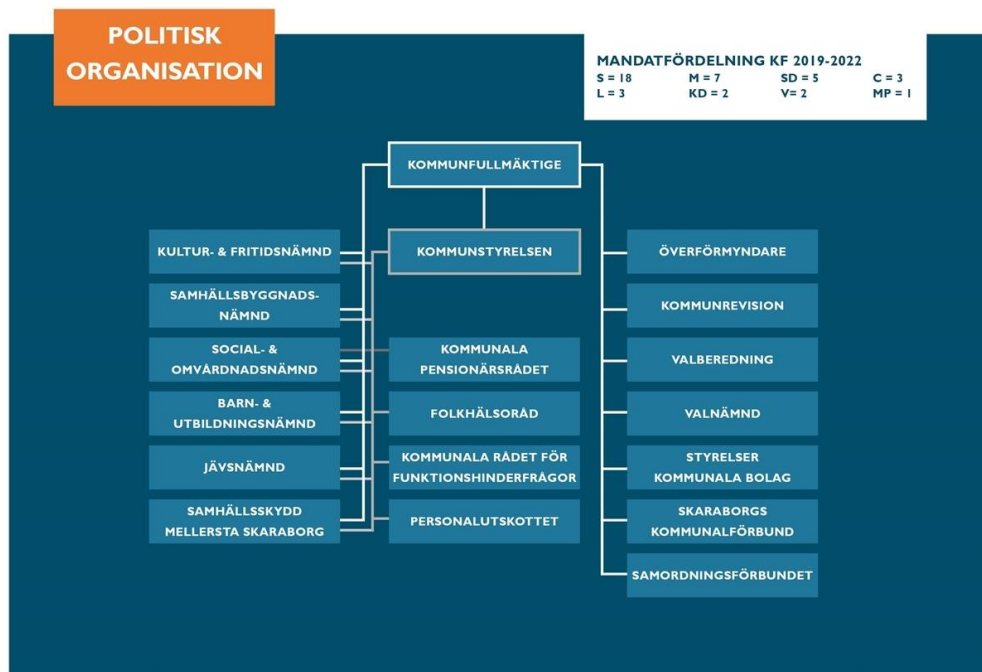 POLITISK
ORGANISATION
MANDATFÖRDELNING KF 2019-2022
S = 18 M = 7 SD = 5 C = 3
L = 3 KD = 2 V= 2 MP = 1
KOMMUNFULLMÄKTIGE
KULTUR- & FRITIDSNÄMND
SAMHÄLLSBYGGNADS-
NÄMND
SOCIAL- &
OMVÅRDNADSNÄMND
BARN- &
UTBILDNINGSNÄMND
JÄVSNÄMND
SAMHÄLLSSKYDD
MELLERSTA SKARABORG
KOMMUNSTYRELSEN
KOMMUNALA
PENSIONÄRSRÅDET
FOLKHÄLSORÅD
KOMMUNALA RÅDET FÖR
FUNKTIONSHINDERFRÅGOR
PERSONALUTSKOTTET
ÖVERFÖRMYNDARE
KOMMUNREVISION
VALBEREDNING
VALNÄMND
STYRELSER
KOMMUNALA BOLAG
SKARABORGS
KOMMUNALFÖRBUND
SAMORDNINGSFÖRBUNDET